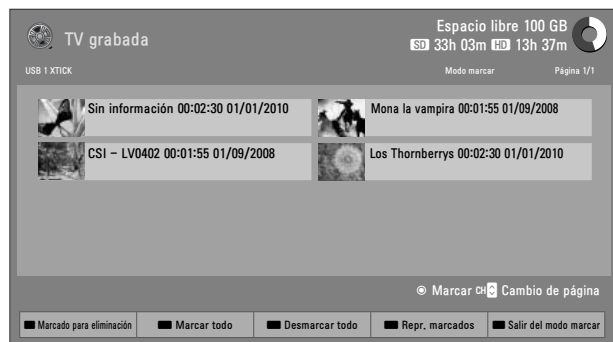 TV grabada
Espacio libre 100 GB
SD 33h 03m HD 13h 37m
USB 1 XTICK
Modo marcar
Página 1/1
Sin información 00:02:30 01/01/2010
Mona la vampira 00:01:55 01/09/2008
CSI – LV0402 00:01:55 01/09/2008
Los Thornberrys 00:02:30 01/01/2010
Marcar CH Cambio de página
Marcado para eliminación
Marcar todo
Desmarcar todo
Repr. marcados
Salir del modo marcar